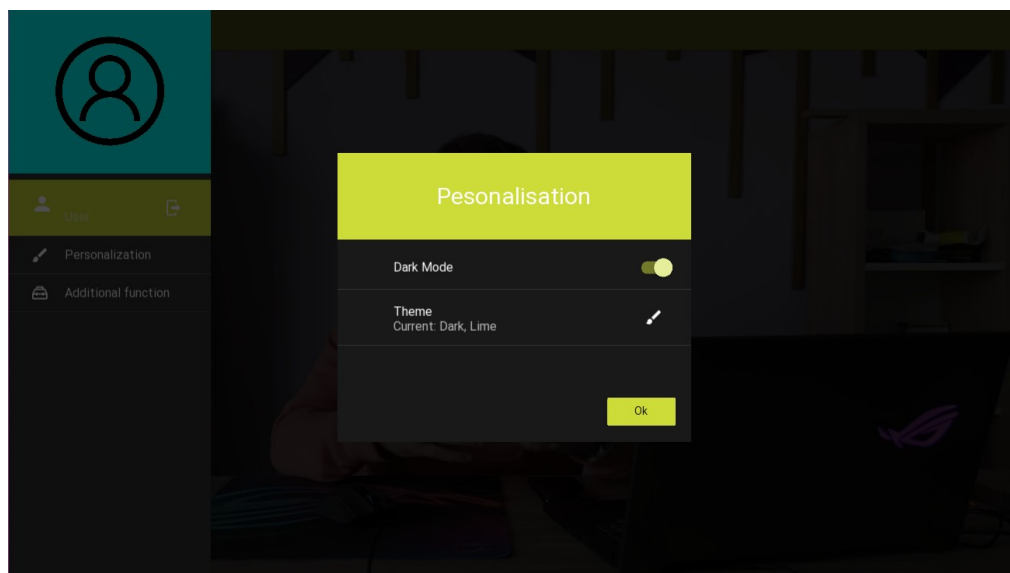 User
Personalization
Additional function
Pesonalisation
Dark Mode
Theme
Current: Dark, Lime
Ok